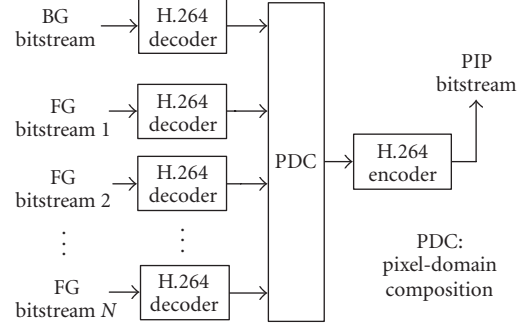 BG
bitstream
H.264
decoder
FG
bitstream 1
H.264
decoder
FG
bitstream 2
H.264
decoder
FG
bitstream N
H.264
decoder
PDC
H.264
encoder
PIP
bitstream
PDC:
pixel-domain
composition